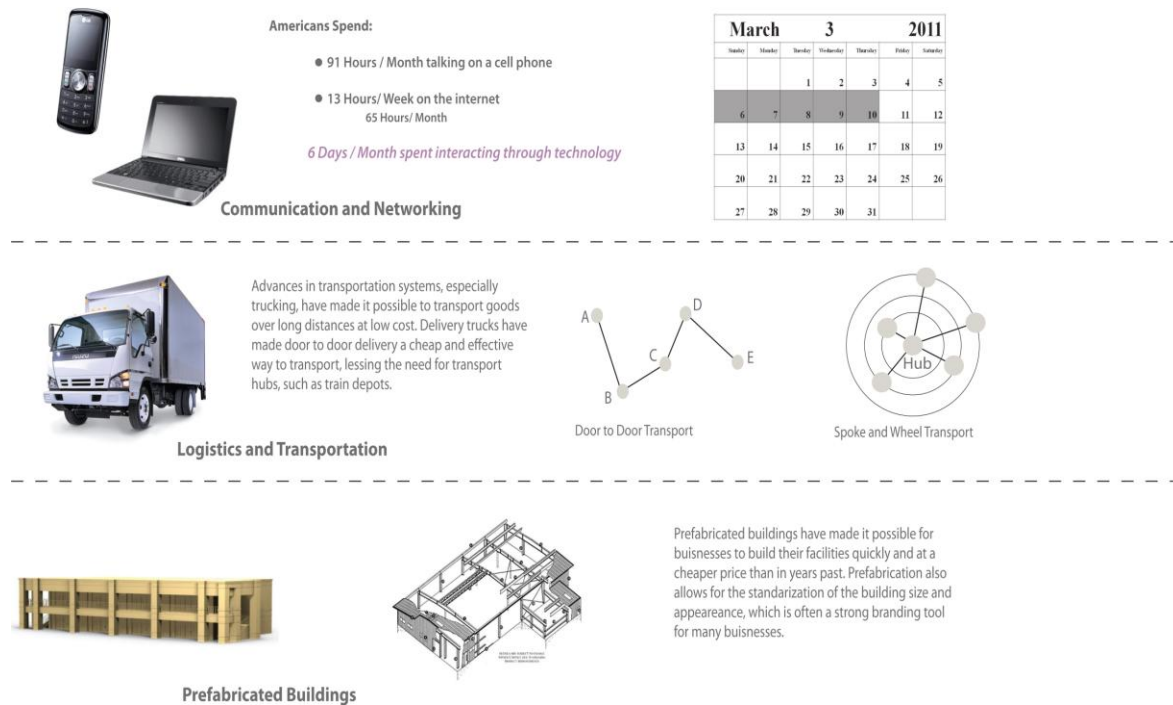 Americans Spend:
● 91 Hours / Month talking on a cell phone
● 13 Hours/ Week on the internet
65 Hours/ Month
6 Days / Month spent interacting through technology
Communication and Networking
March 3 2011
Sunday Monday Tuesday Wednesday Thursday Friday Saturday
1 2 3 4 5
6 7 8 9 10 11 12
13 14 15 16 17 18 19
20 21 22 23 24 25 26
27 28 29 30 31
ISUZU
Advances in transportation systems, especially
trucking, have made it possible to transport goods
over long distances at low cost. Delivery trucks have
made door to door delivery a cheap and effective
way to transport, lessing the need for transport
hubs, such as train depots.
Logistics and Transportation
A
B
C
D
E
Door to Door Transport
Hub
Spoke and Wheel Transport
Prefabricated buildings have made it possible for
buisnesses to build their facilities quickly and at a
cheaper price than in years past. Prefabrication also
allows for the standarization of the building size and
appeareance, which is often a strong branding tool
for many buisnesses.
Prefabricated Buildings